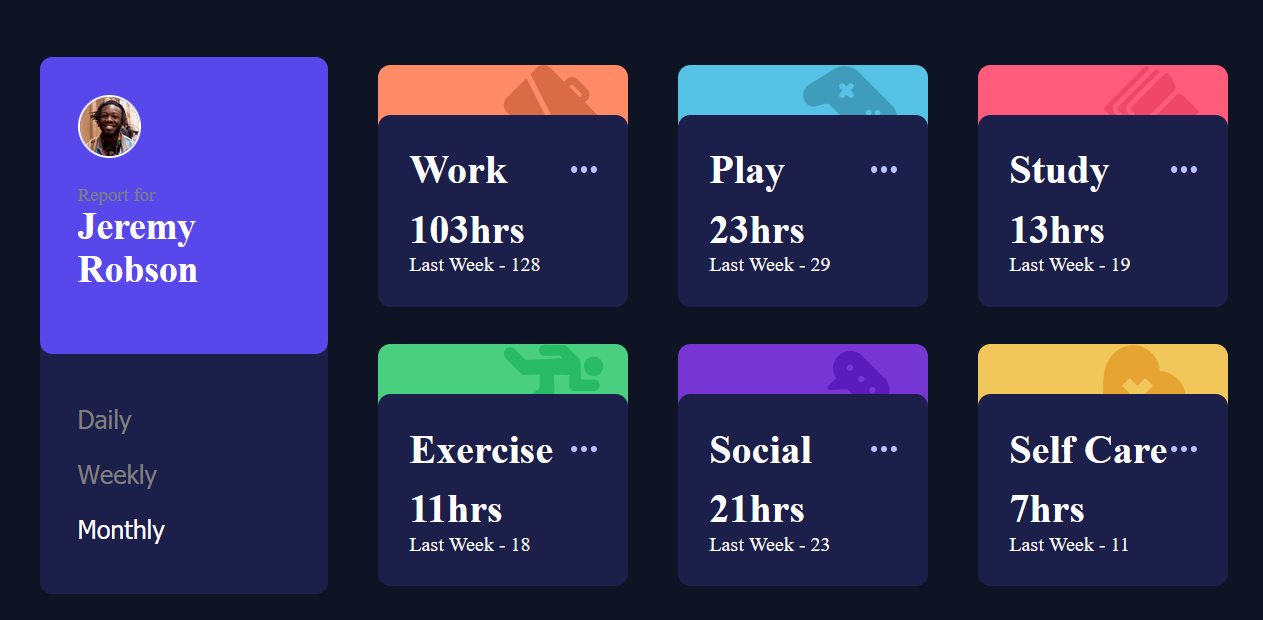 Report for
Jeremy
Robson
Daily
Weekly
Monthly
Work
103hrs
Last Week - 128
Play
23hrs
Last Week - 29
Study
13hrs
Last Week - 19
Exercise
11hrs
Last Week - 18
Social
21hrs
Last Week - 23
Self Care
7hrs
Last Week - 11